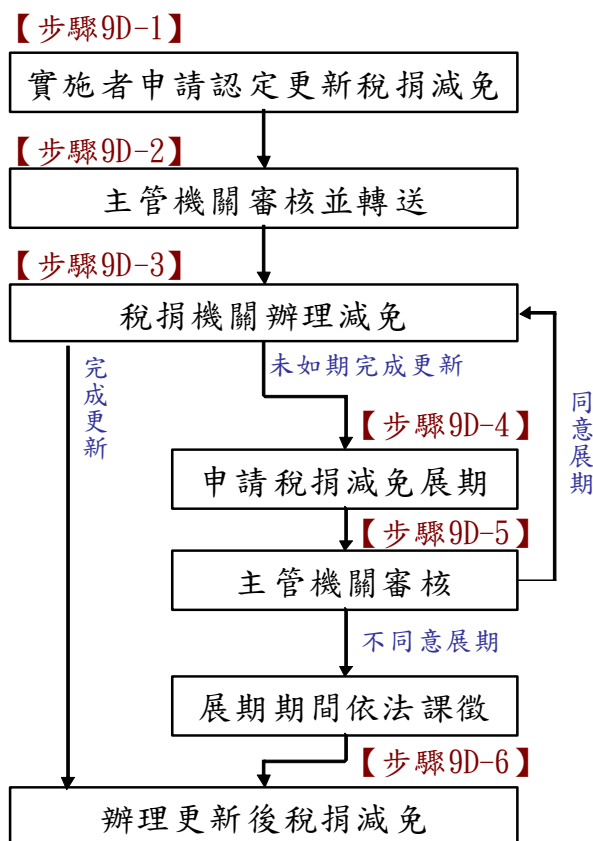 【步驟9D-1】
實施者申請認定更新稅捐減免
【步驟9D-2】
主管機關審核並轉送
【步驟9D-3】
稅捐機關辦理減免
完成更新
未如期完成更新
同意展期
【步驟9D-4】
申請稅捐減免展期
【步驟9D-5】
主管機關審核
不同意展期
展期期間依法課徵
【步驟9D-6】
辦理更新後稅捐減免